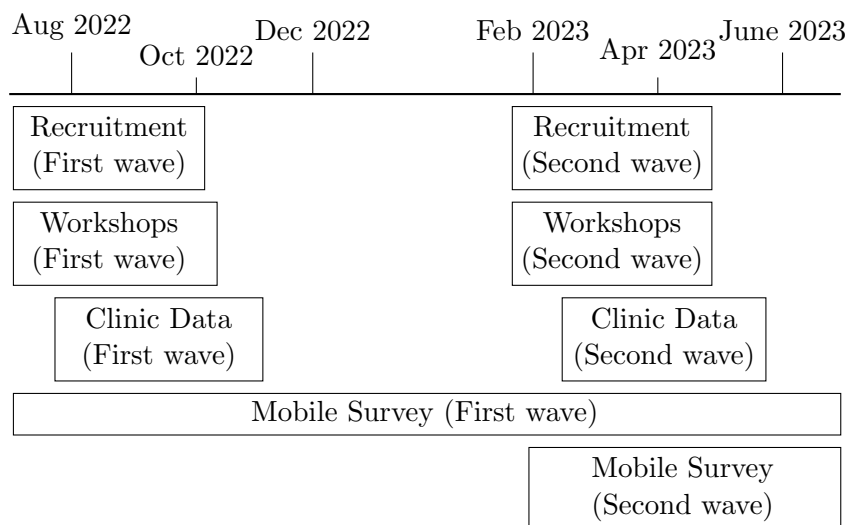 Aug 2022
Oct 2022
Dec 2022
Feb 2023
Apr 2023
June 2023
Recruitment
(First wave)
Recruitment
(Second wave)
Workshops
(First wave)
Workshops
(Second wave)
Clinic Data
(First wave)
Clinic Data
(Second wave)
Mobile Survey (First wave)
Mobile Survey
(Second wave)